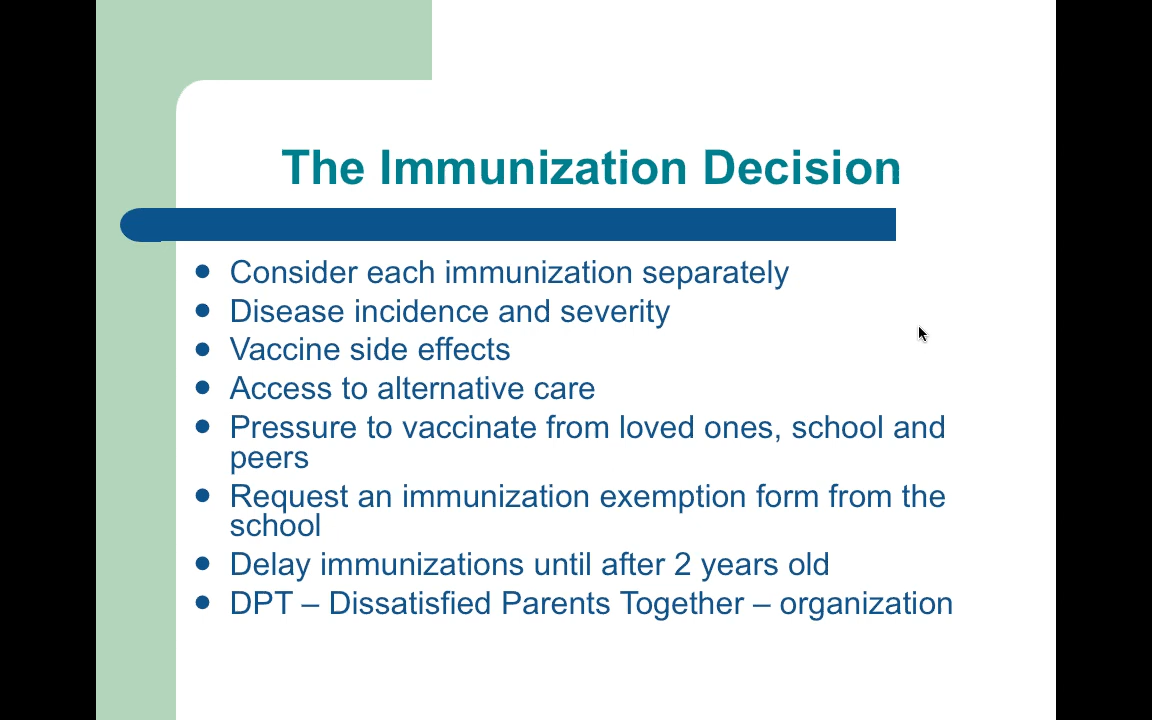 The Immunization Decision
● Consider each immunization separately
● Disease incidence and severity
● Vaccine side effects
● Access to alternative care
● Pressure to vaccinate from loved ones, school and
peers
● Request an immunization exemption form from the
school
● Delay immunizations until after 2 years old
● DPT – Dissatisfied Parents Together – organization